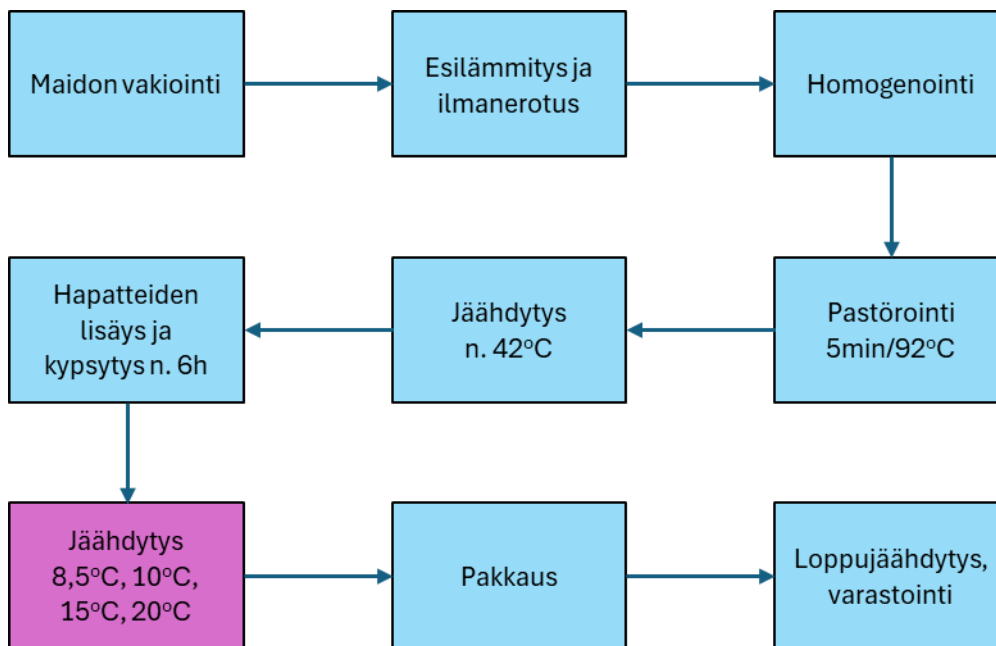 Maidon vakiointi
Esilämmitys ja
ilmanerotus
Homogenointi
Pastörointi
5min/92°C
Jäähdytys
n. 42°C
Hapatteiden
lisäys ja
kypsytys n. 6h
Jäähdytys
8,5°C, 10°C,
15°C, 20°C
Pakkaus
Loppujäähdytys,
varastointi